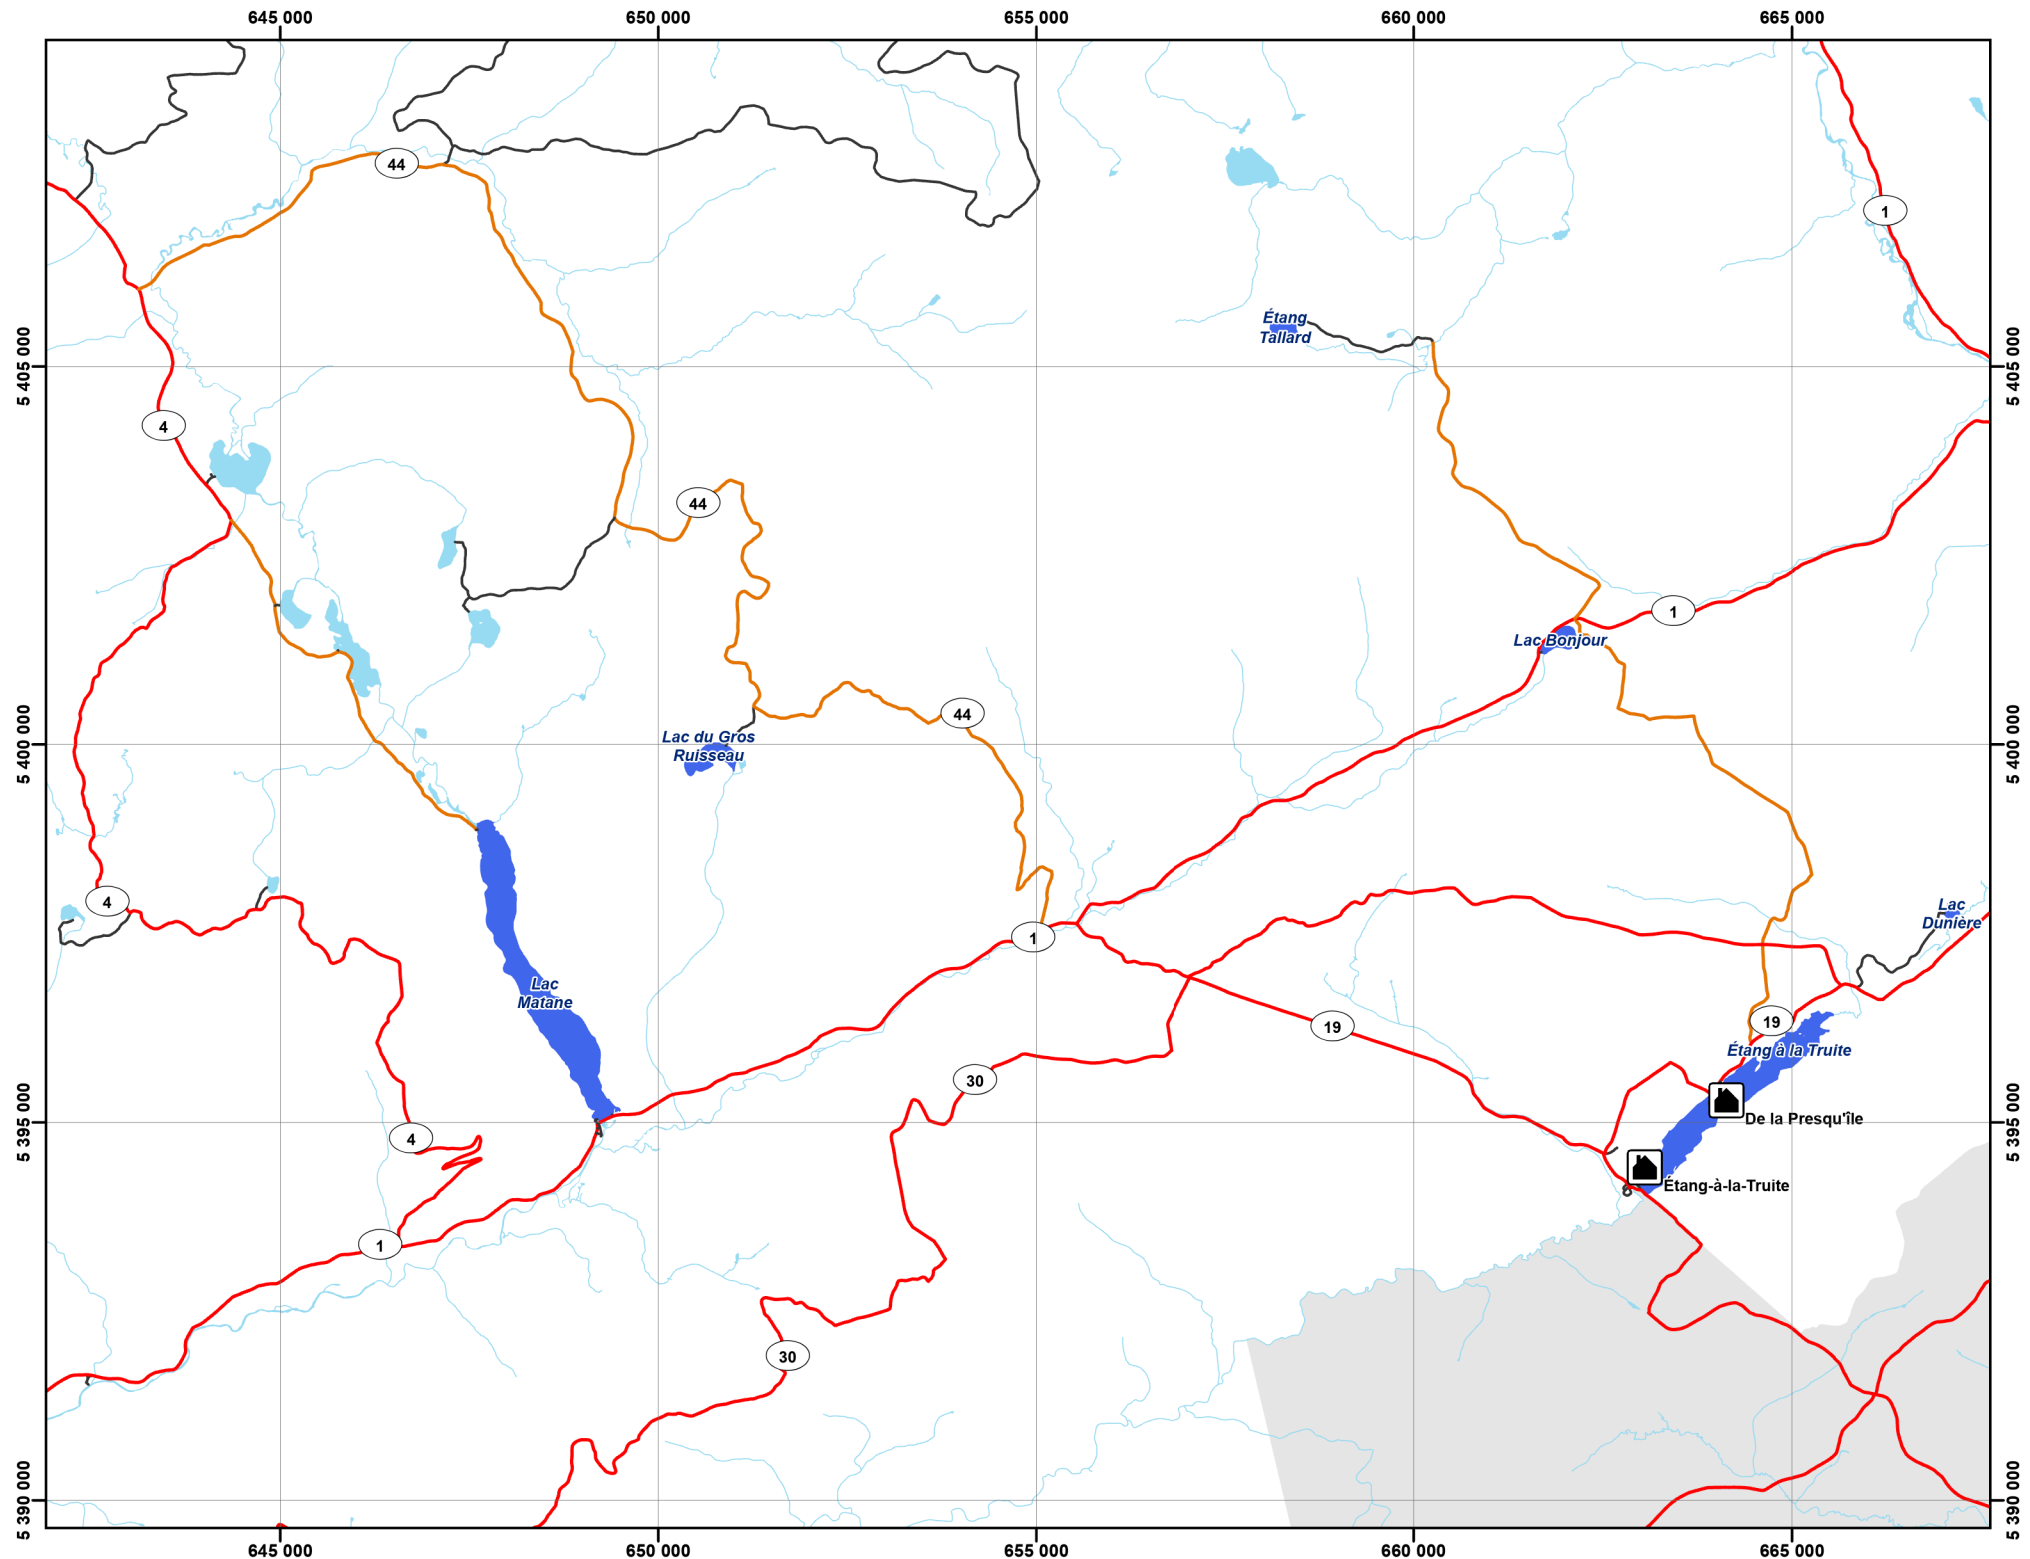 645 000
650 000
655 000
660 000
665 000
44
1
Étang
Tallard
5 405 000
5 405 000
4
44
1
Lac Bonjour
44
Lac du Gros
Ruisseau
5 400 000
5 400 000
4
Lac
Dunière
1
Lac
Matane
19
19
Étang à la Truite
30
De la Presqu'île
5 395 000
5 395 000
4
Étang-à-la-Truite
1
30
5 390 000
5 390 000
645 000
650 000
655 000
660 000
665 000